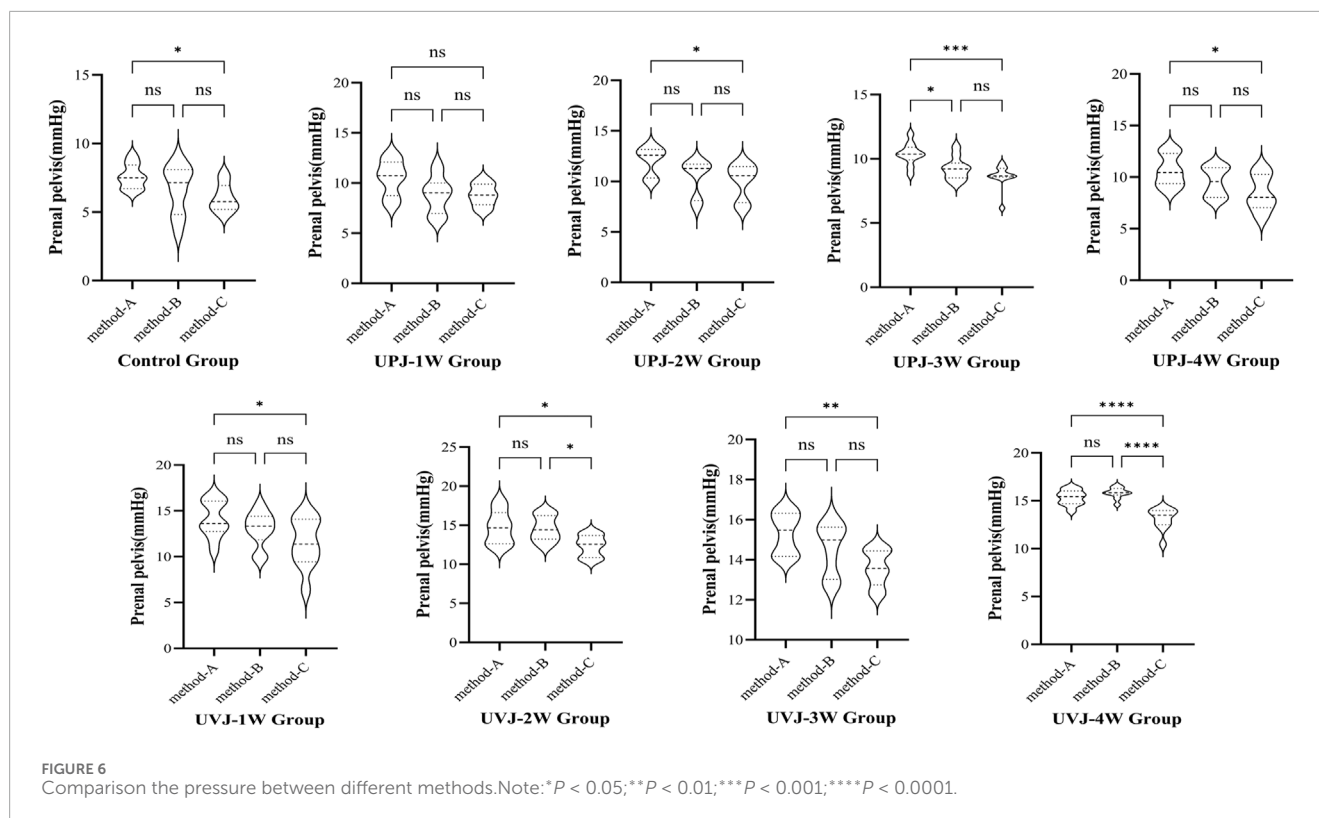 *
ns ns
15
10
5
0
Prenal pelvis(mmHg)
method-A
method-B
method-C
Control Group
ns
ns ns
20
15
10
5
0
Prenal pelvis(mmHg)
method-A
method-B
method-C
UPJ-1W Group
*
ns ns
20
15
10
5
0
Prenal pelvis(mmHg)
method-A
method-B
method-C
UPJ-2W Group
***
* ns
15
10
5
0
Prenal pelvis(mmHg)
method-A
method-B
method-C
UPJ-3W Group
*
ns ns
20
15
10
5
0
Prenal pelvis(mmHg)
method-A
method-B
method-C
UPJ-4W Group
*
ns ns
20
15
10
5
0
Prenal pelvis(mmHg)
method-A
method-B
method-C
UVJ-1W Group
*
ns *
25
20
15
10
5
0
Prenal pelvis(mmHg)
method-A
method-B
method-C
UVJ-2W Group
**
ns ns
20
18
16
14
12
10
Prenal pelvis(mmHg)
method-A
method-B
method-C
UVJ-3W Group
****
ns ****
20
15
10
5
0
Prenal pelvis(mmHg)
method-A
method-B
method-C
UVJ-4W Group
FIGURE 6
Comparison the pressure between different methods.Note:*P < 0.05;**P < 0.01;***P < 0.001;****P < 0.0001.